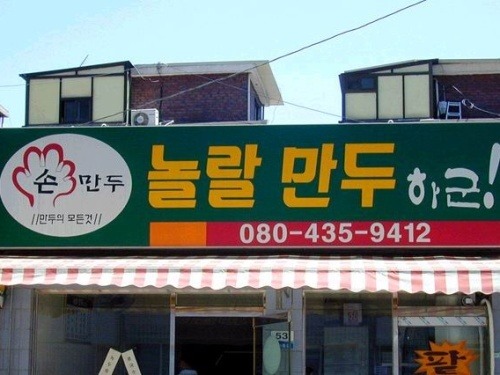 손 만두
//만두의 모든것//
놀랄 만두 하군!
080-435-9412
53
팥